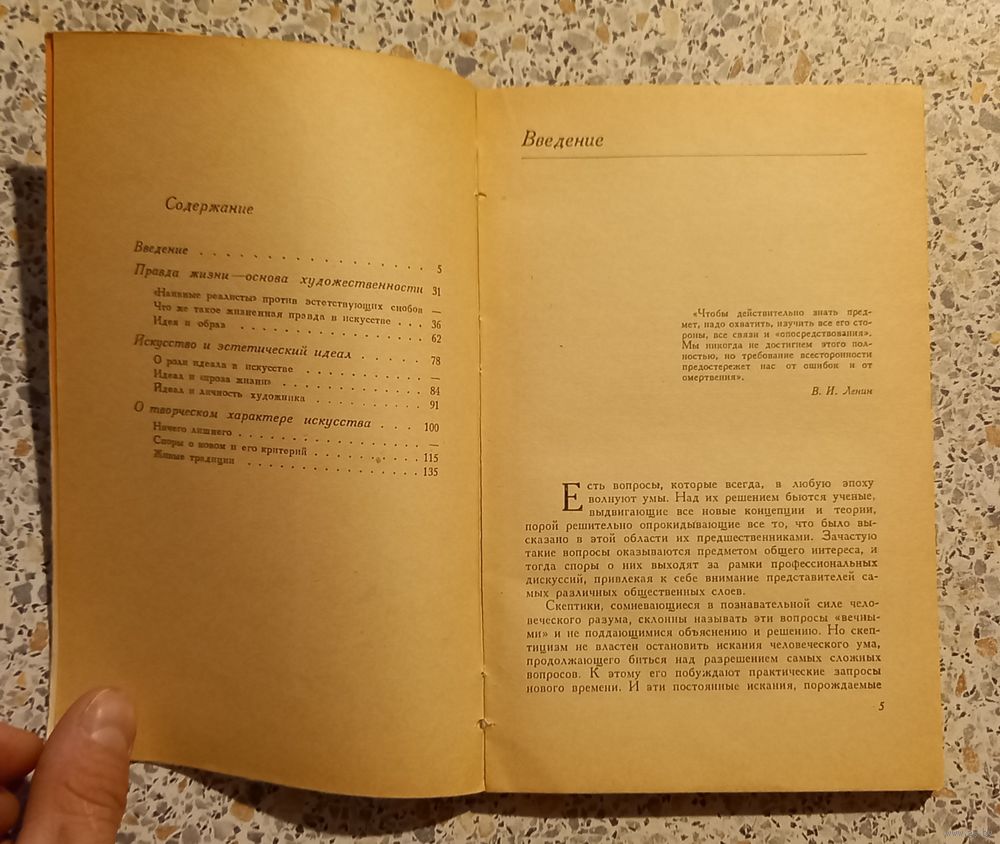 Содержание
Введение . . . . . . . . . . . . . . . . . 5
Правда жизни — основа художественности 31
«Наивные реалисты» против эстетствующих снобов —
Что же такое жизненная правда в искусстве . . . 36
Идея и образ . . . . . . . . . . . . . . 62
Искусство и эстетический идеал . . . . . 78
О роли идеала в искусстве . . . . . . . . —
Идеал и «проза жизни» . . . . . . . . . . 84
Идеал и личность художника . . . . . . . . 91
О творческом характере искусства . . . . 100
Ничего лишнего . . . . . . . . . . . . . —
Споры о новом и его критерий . . . . . . . 115
Живые традиции . . . . . . . . . . . . . 135
Введение
«Чтобы действительно знать пред-
мет, надо охватить, изучить все его сто-
роны, все связи и «опосредствования».
Мы никогда не достигнем этого пол-
ностью, но требование всесторонности
предостережет нас от ошибок и от
омертвения».
В. И. Ленин
Есть вопросы, которые всегда, в любую эпоху
волнуют умы. Над их решением бьются ученые,
выдвигающие все новые концепции и теории,
порой решительно опрокидывающие все то, что было вы-
сказано в этой области их предшественниками. Зачастую
такие вопросы оказываются предметом общего интереса, и
тогда споры о них выходят за рамки профессиональных
дискуссий, привлекая к себе внимание представителей са-
мых различных общественных слоев.
Скептики, сомневающиеся в познавательной силе чело-
веческого разума, склонны называть эти вопросы «вечны-
ми» и не поддающимися объяснению и решению. Но скеп-
тицизм не властен остановить искания человеческого ума,
продолжающего биться над разрешением самых сложных
вопросов. К этому его побуждают практические запросы
нового времени. И эти постоянные искания, порождаемые
5